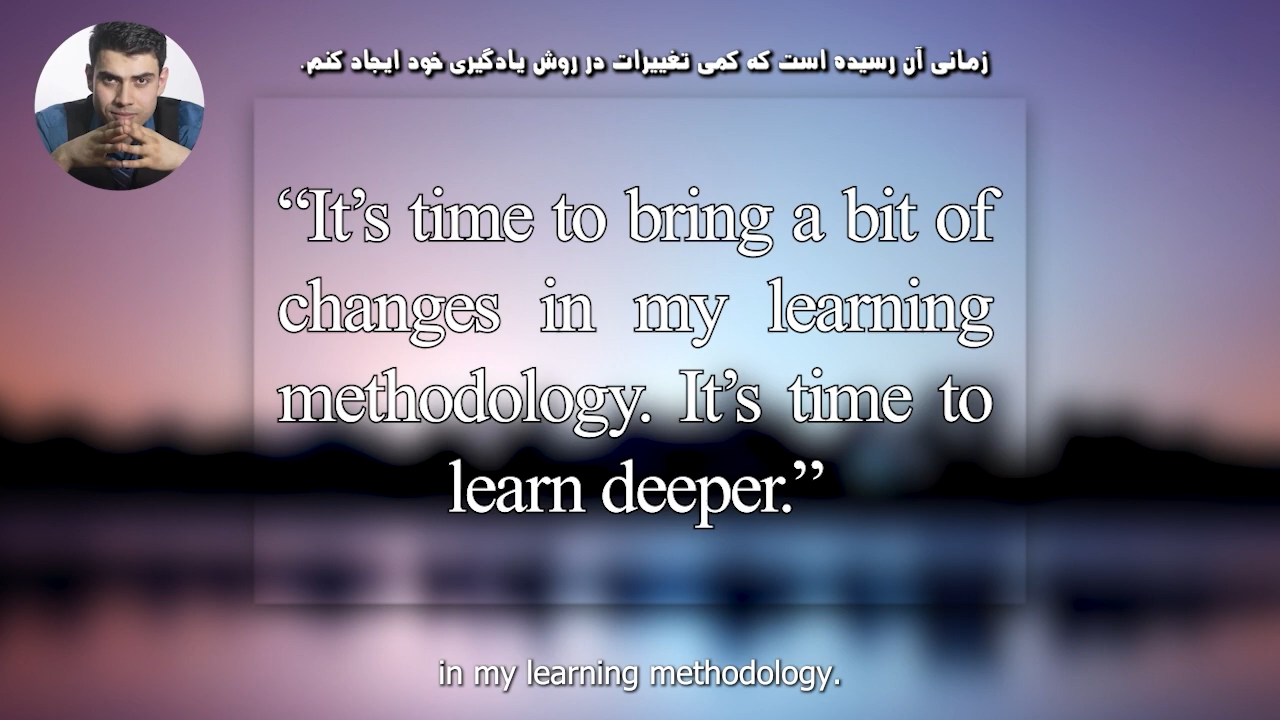 زمانی آن رسیده است که کمی تغییرات در روش یادگیری خود ایجاد کنم.
“It’s time to bring a bit of
changes in my learning
methodology. It’s time to
learn deeper.”
in my learning methodology.